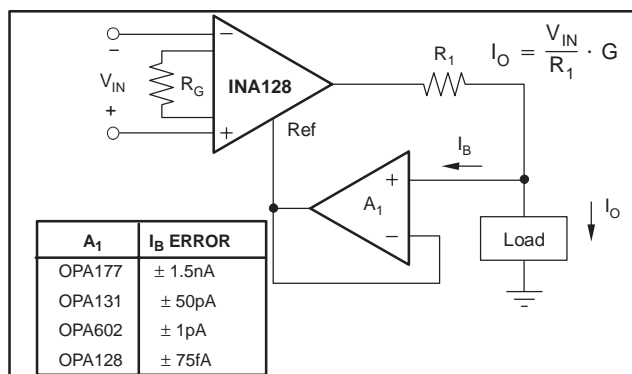 −
V_IN
+
R_G
−
INA128
+
Ref
R_1
I_O = V_IN / R_1 · G
I_B
+
A_1
−
I_O
Load
A_1 I_B ERROR
OPA177 ± 1.5nA
OPA131 ± 50pA
OPA602 ± 1pA
OPA128 ± 75fA